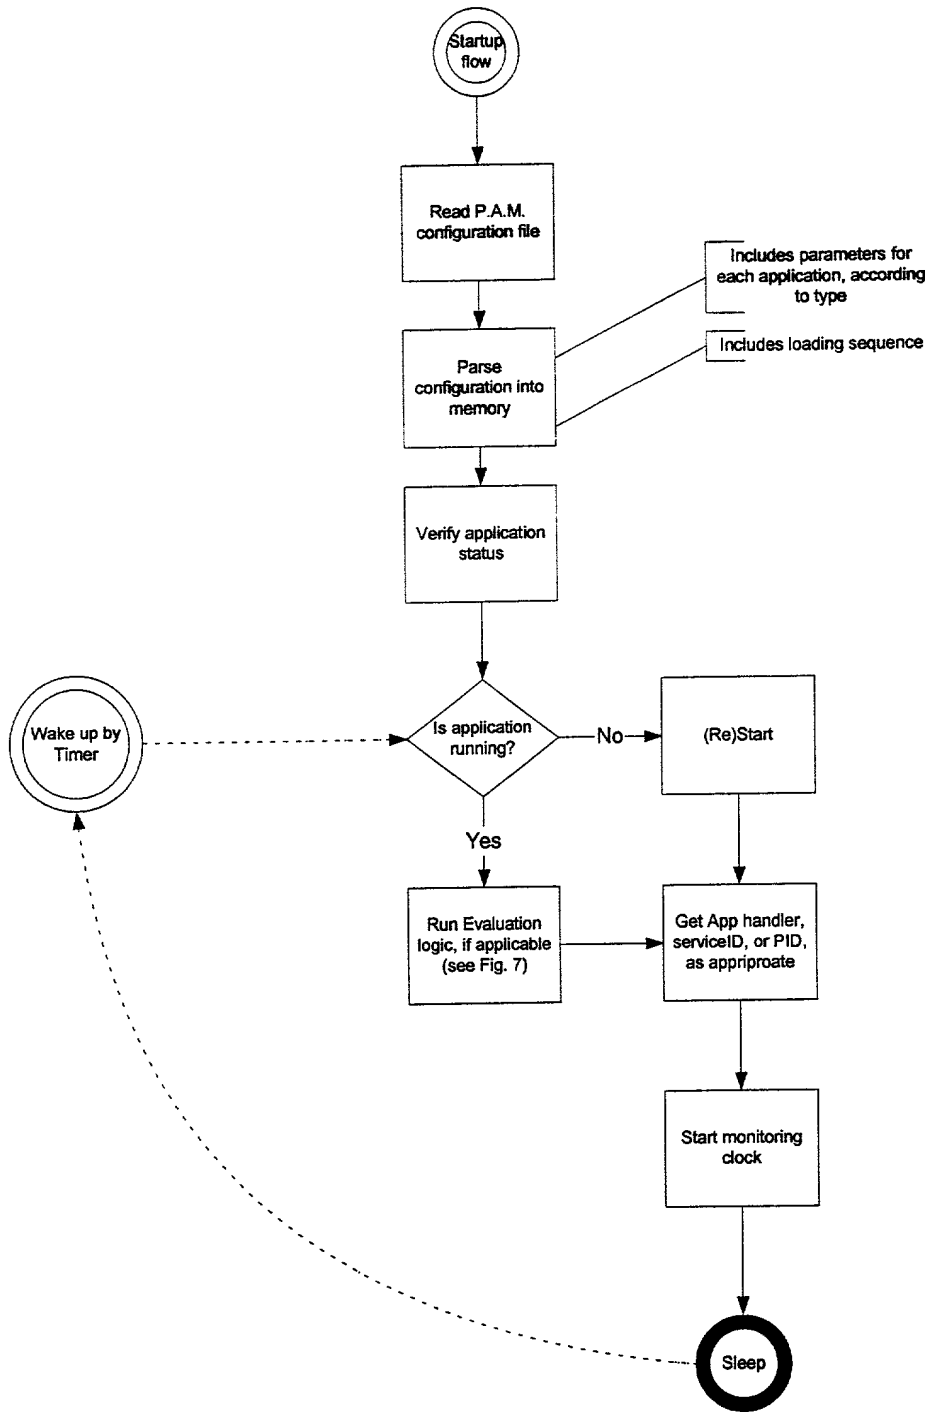 Startup
flow
Read P.A.M.
configuration file
Includes parameters for
each application, according
to type
Includes loading sequence
Parse
configuration into
memory
Verify application
status
Wake up by
Timer
Is application
running?
No
(Re)Start
Yes
Run Evaluation
logic, if applicable
(see Fig. 7)
Get App handler,
serviceID, or PID,
as appriproate
Start monitoring
clock
Sleep